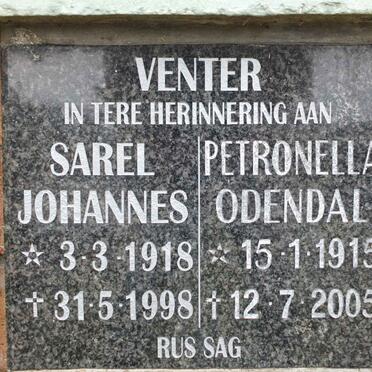 VENTER
IN TERE HERINNERING AAN
SAREL
JOHANNES
☆ 3·3·1918
✝ 31·5·1998
PETRONELLA
ODENDAL
☆ 15·1·1915
✝ 12·7·2005
RUS SAG